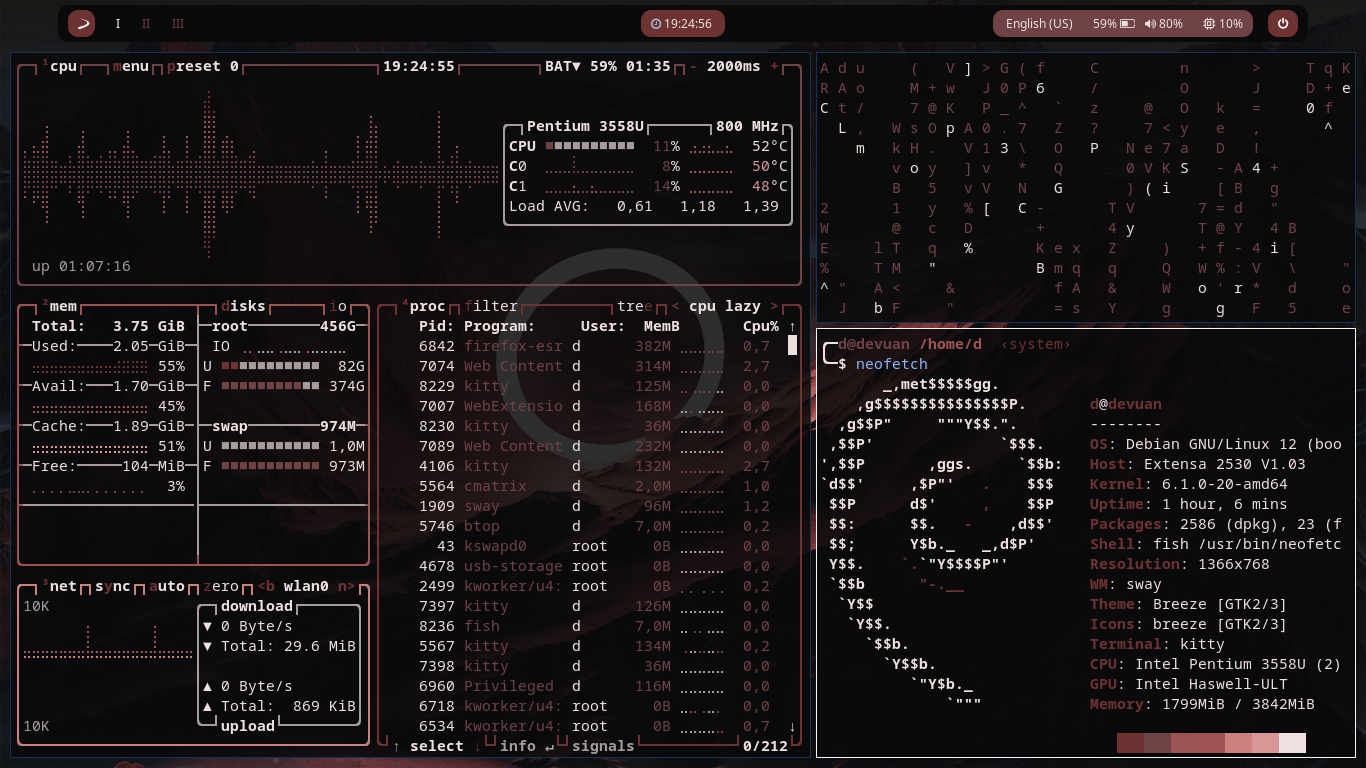 I II III
19:24:56
English (US) 59% 80% 10%
¹cpu menu preset 0 19:24:55 BAT▼ 59% 01:35 - 2000ms +
Pentium 3558U 800 MHz
CPU 11% 52°C
C0 8% 50°C
C1 14% 48°C
Load AVG: 0,61 1,18 1,39
up 01:07:16
²mem
Total: 3.75 GiB
Used: 2.05 GiB
55%
Avail: 1.70 GiB
45%
Cache: 1.89 GiB
51%
Free: 104 MiB
3%
disks io
root 456G
IO
U 82G
F 374G
swap 974M
U 1,0M
F 973M
³net sync auto zero <b wlan0 n>
10K
download
▼ 0 Byte/s
▼ Total: 29.6 MiB
▲ 0 Byte/s
▲ Total: 869 KiB
upload
10K
⁴proc filter tree < cpu lazy >
Pid: Program: User: MemB Cpu% ↑
6842 firefox-esr d 382M 0,7
7074 Web Content d 314M 2,7
8229 kitty d 125M 0,0
7007 WebExtensio d 168M 0,0
8230 kitty d 36M 0,0
7089 Web Content d 232M 0,0
4106 kitty d 132M 2,7
5564 cmatrix d 2,0M 1,0
1909 sway d 96M 1,2
5746 btop d 7,0M 0,2
43 kswapd0 root 0B 0,0
4678 usb-storage root 0B 0,0
2499 kworker/u4: root 0B 0,2
7397 kitty d 126M 0,0
8236 fish d 7,0M 0,0
5567 kitty d 134M 0,2
7398 kitty d 36M 0,0
6960 Privileged d 116M 0,0
6718 kworker/u4: root 0B 0,0
6534 kworker/u4: root 0B 0,7 ↓
↑ select ↓ info ↵ signals 0/212
d@devuan /home/d ‹system›
$ neofetch
d@devuan
--------
OS: Debian GNU/Linux 12 (boo
Host: Extensa 2530 V1.03
Kernel: 6.1.0-20-amd64
Uptime: 1 hour, 6 mins
Packages: 2586 (dpkg), 23 (f
Shell: fish /usr/bin/neofetc
Resolution: 1366x768
WM: sway
Theme: Breeze [GTK2/3]
Icons: breeze [GTK2/3]
Terminal: kitty
CPU: Intel Pentium 3558U (2)
GPU: Intel Haswell-ULT
Memory: 1799MiB / 3842MiB